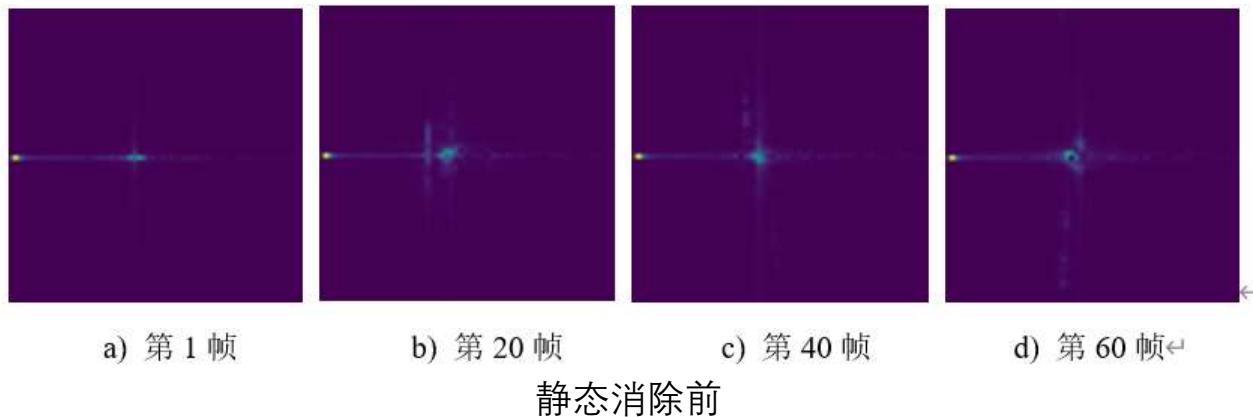 a) 第 1 帧 b) 第 20 帧 c) 第 40 帧 d) 第 60 帧
静态消除前